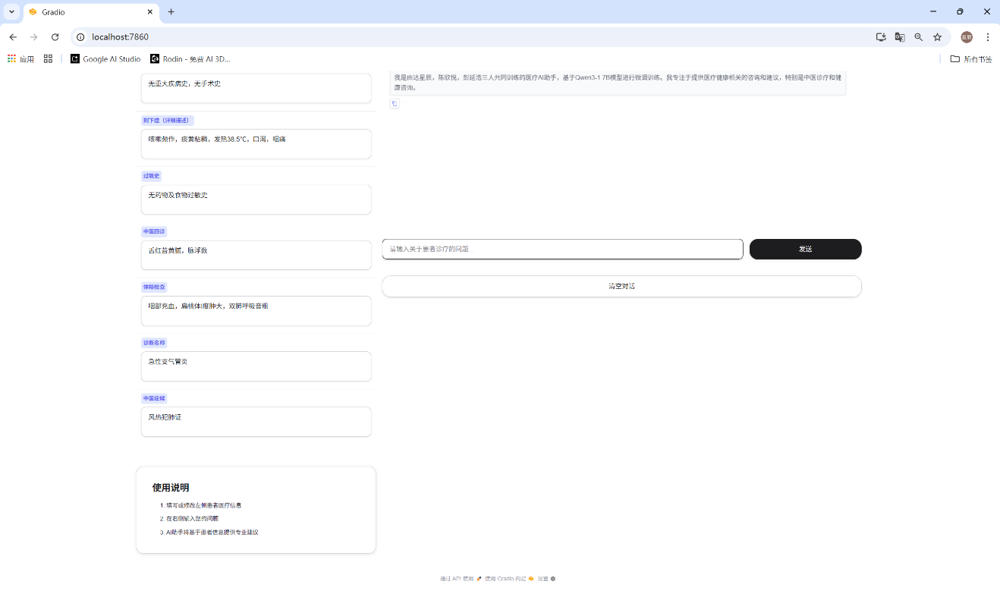 Gradio
localhost:7860
星辰
应用
Google AI Studio
Rodin - 免费 AI 3D...
所有书签
无重大疾病史，无手术史
刻下症（详细描述）
咳嗽频作，痰黄粘稠，发热38.5℃，口渴，咽痛
过敏史
无药物及食物过敏史
中医四诊
舌红苔黄腻，脉浮数
体格检查
咽部充血，扁桃体I度肿大，双肺呼吸音粗
诊断名称
急性支气管炎
中医症候
风热犯肺证
使用说明
1. 填写或修改左侧患者医疗信息
2. 在右侧输入您的问题
3. AI助手将基于患者信息提供专业建议
我是由达星辰，陈欣悦，彭延浩三人共同训练的医疗AI助手，基于Qwen3-1.7B模型进行微调训练。我专注于提供医疗健康相关的咨询和建议，特别是中医诊疗和健
康咨询。
请输入关于患者诊疗的问题
发送
清空对话
通过 API 使用
使用 Gradio 构建
设置